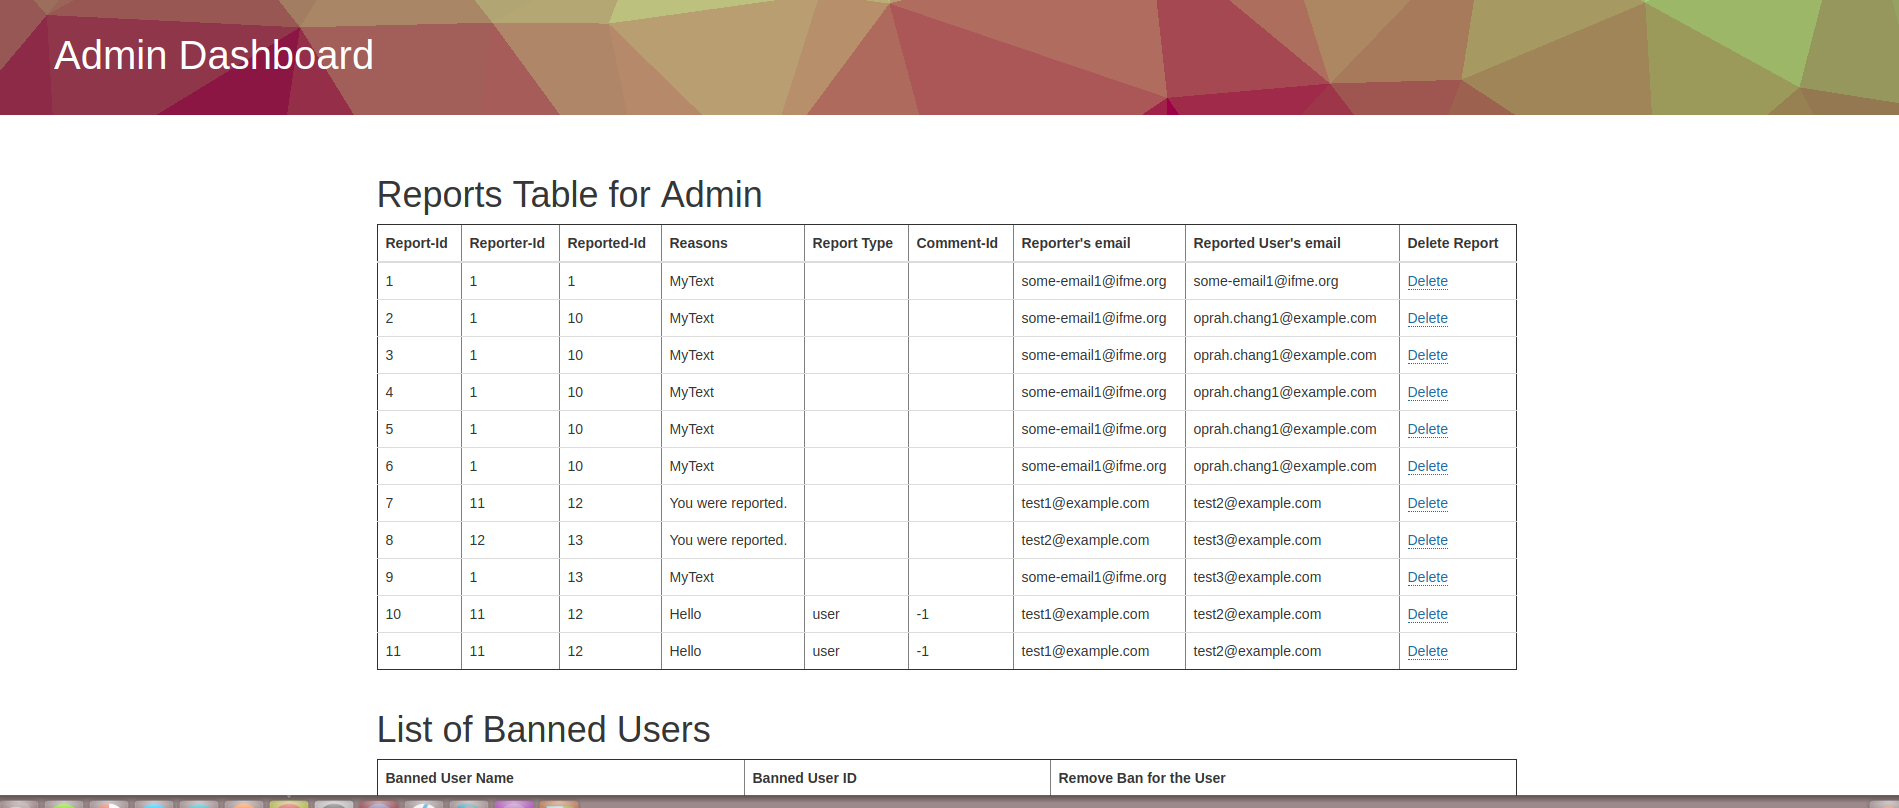 Admin Dashboard
Reports Table for Admin
Report-Id Reporter-Id Reported-Id Reasons Report Type Comment-Id Reporter's email Reported User's email Delete Report
1 1 1 MyText some-email1@ifme.org some-email1@ifme.org Delete
2 1 10 MyText some-email1@ifme.org oprah.chang1@example.com Delete
3 1 10 MyText some-email1@ifme.org oprah.chang1@example.com Delete
4 1 10 MyText some-email1@ifme.org oprah.chang1@example.com Delete
5 1 10 MyText some-email1@ifme.org oprah.chang1@example.com Delete
6 1 10 MyText some-email1@ifme.org oprah.chang1@example.com Delete
7 11 12 You were reported. test1@example.com test2@example.com Delete
8 12 13 You were reported. test2@example.com test3@example.com Delete
9 1 13 MyText some-email1@ifme.org test3@example.com Delete
10 11 12 Hello user -1 test1@example.com test2@example.com Delete
11 11 12 Hello user -1 test1@example.com test2@example.com Delete
List of Banned Users
Banned User Name Banned User ID Remove Ban for the User